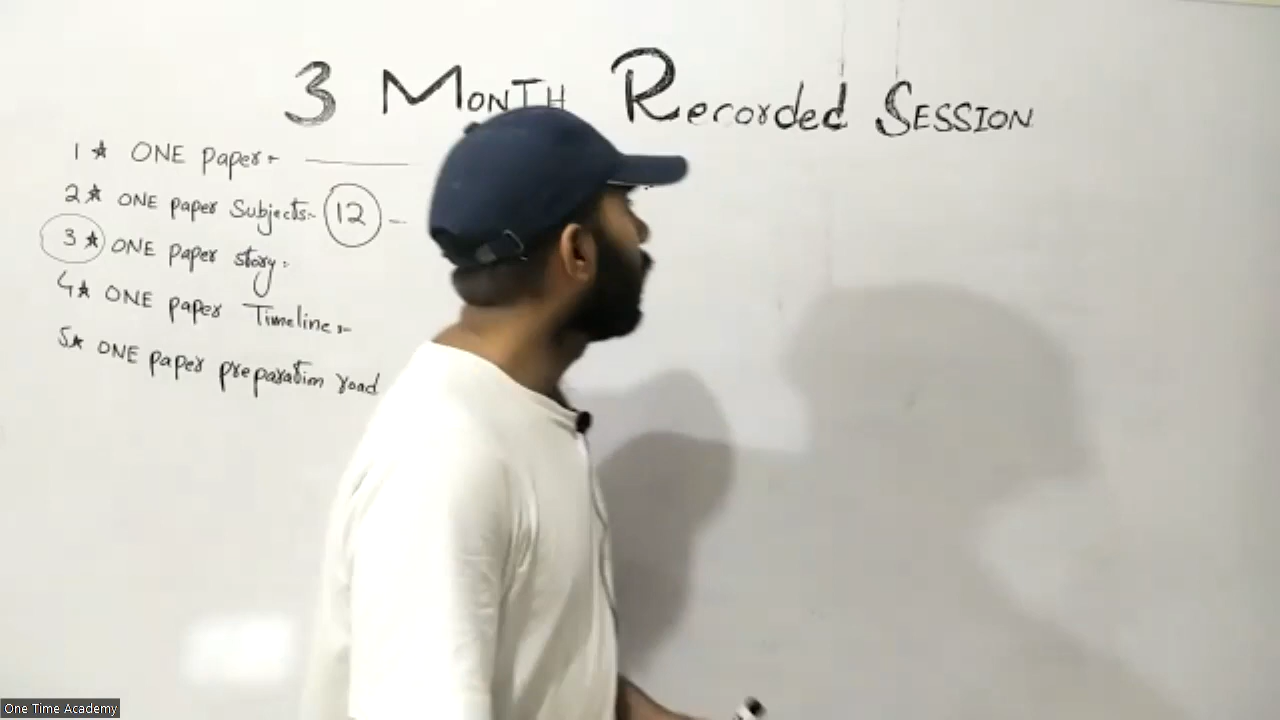 3 MONTH Recorded SESSION
1 ★ ONE paper:- ———
2 ★ ONE paper Subjects:- 12 -
3 ★ ONE paper story:-
4 ★ ONE paper Timeline:-
5 ★ ONE paper preparation road
One Time Academy